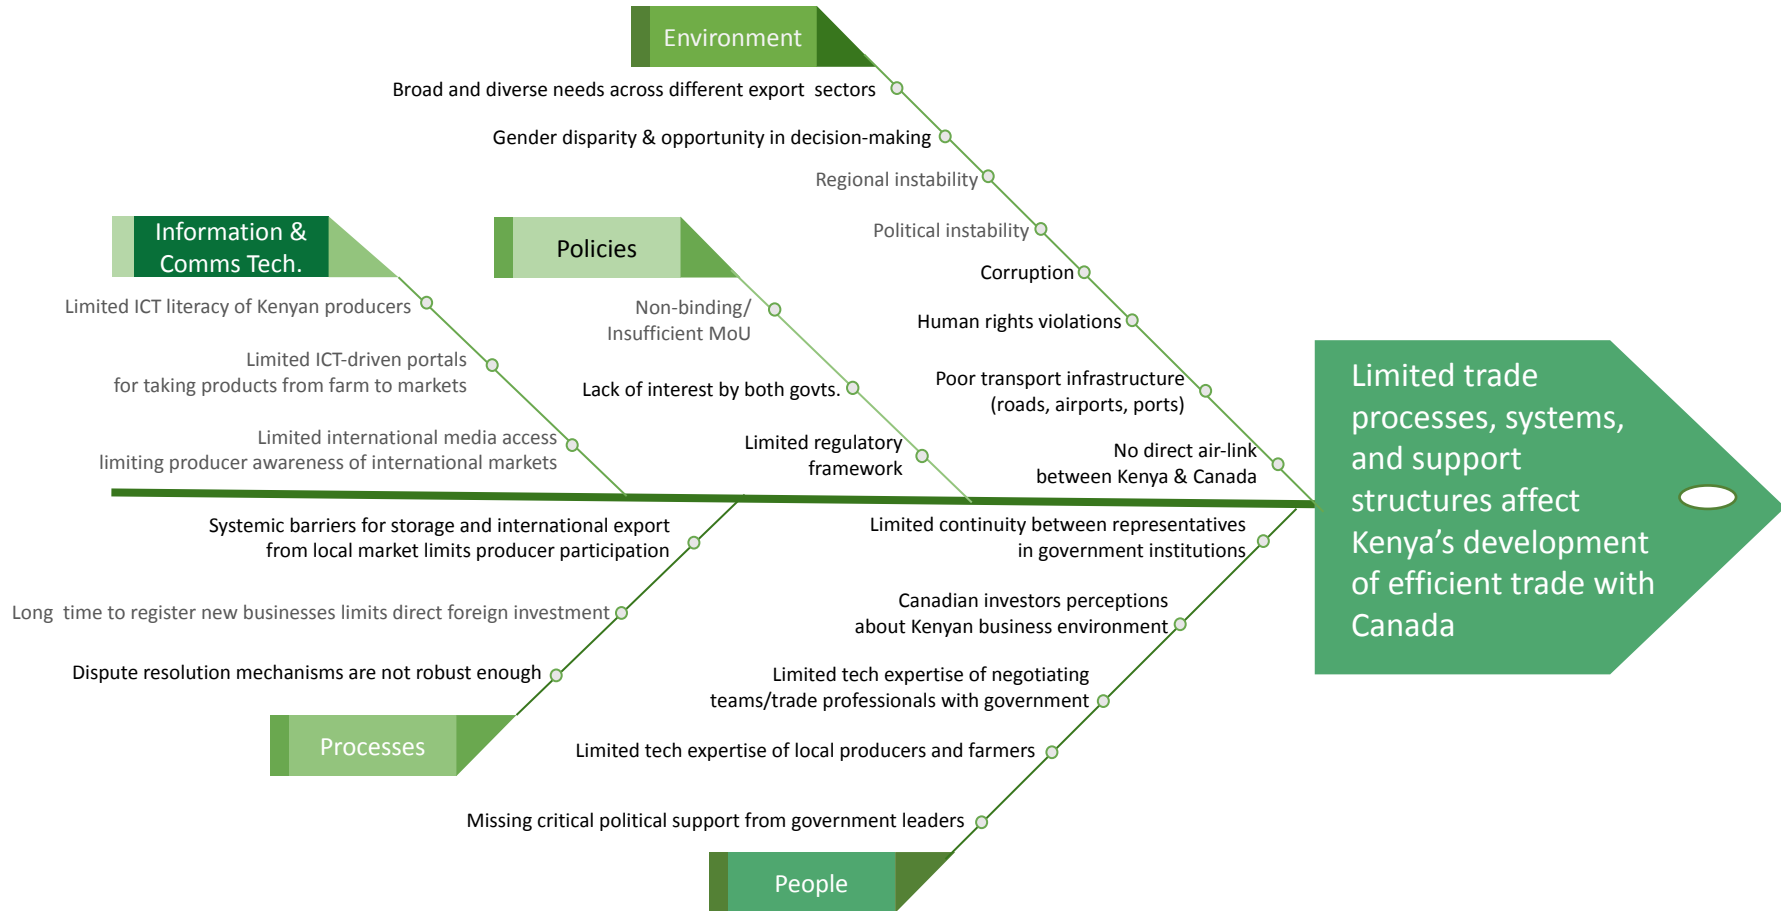 Environment
Broad and diverse needs across different export  sectors
Gender disparity & opportunity in decision-making
Regional instability
Political instability
Corruption
Human rights violations
Poor transport infrastructure
(roads, airports, ports)
No direct air-link
between Kenya & Canada
Information &
Comms Tech.
Limited ICT literacy of Kenyan producers
Limited ICT-driven portals
for taking products from farm to markets
Limited international media access
limiting producer awareness of international markets
Policies
Non-binding/
Insufficient MoU
Lack of interest by both govts.
Limited regulatory
framework
Limited trade
processes, systems,
and support
structures affect
Kenya’s development
of efficient trade with
Canada
Systemic barriers for storage and international export
from local market limits producer participation
Long  time to register new businesses limits direct foreign investment
Dispute resolution mechanisms are not robust enough
Processes
Limited continuity between representatives
in government institutions
Canadian investors perceptions
about Kenyan business environment
Limited tech expertise of negotiating
teams/trade professionals with government
Limited tech expertise of local producers and farmers
Missing critical political support from government leaders
People